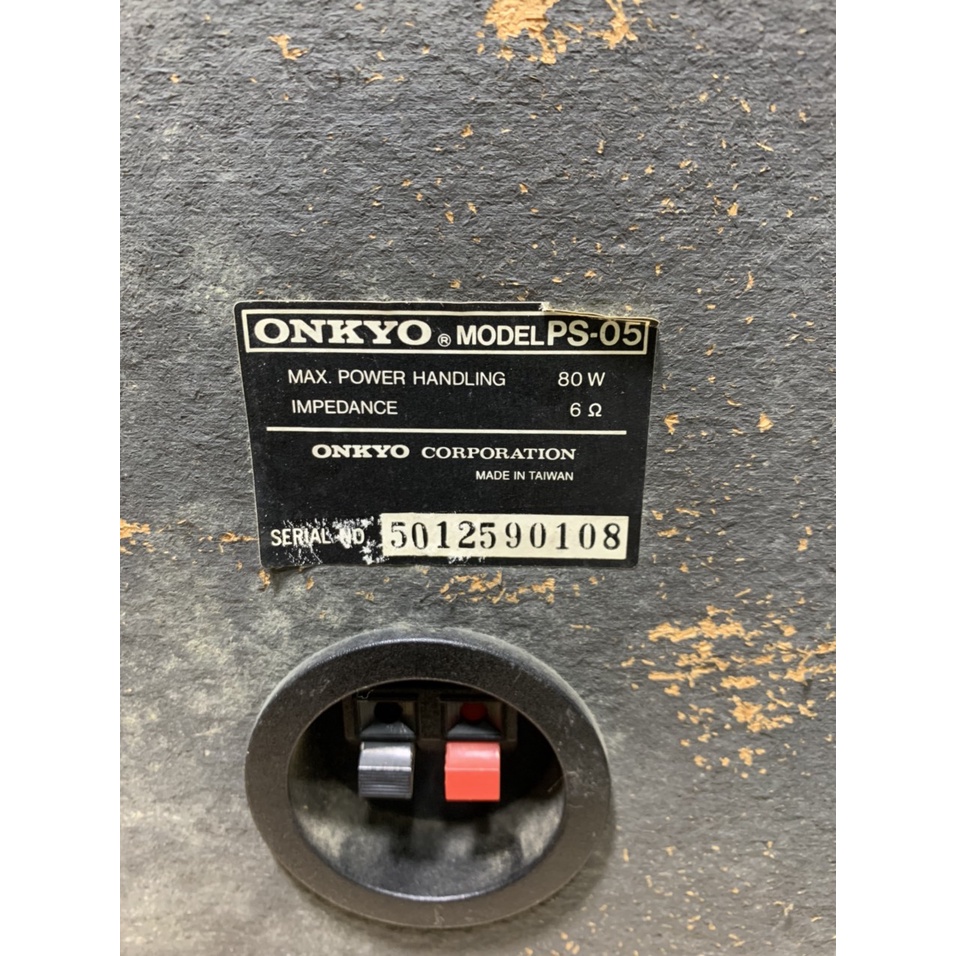 ONKYO ® MODEL PS-05
MAX. POWER HANDLING 80 W
IMPEDANCE 6 Ω
ONKYO CORPORATION
MADE IN TAIWAN
SERIAL NO. 5012590108